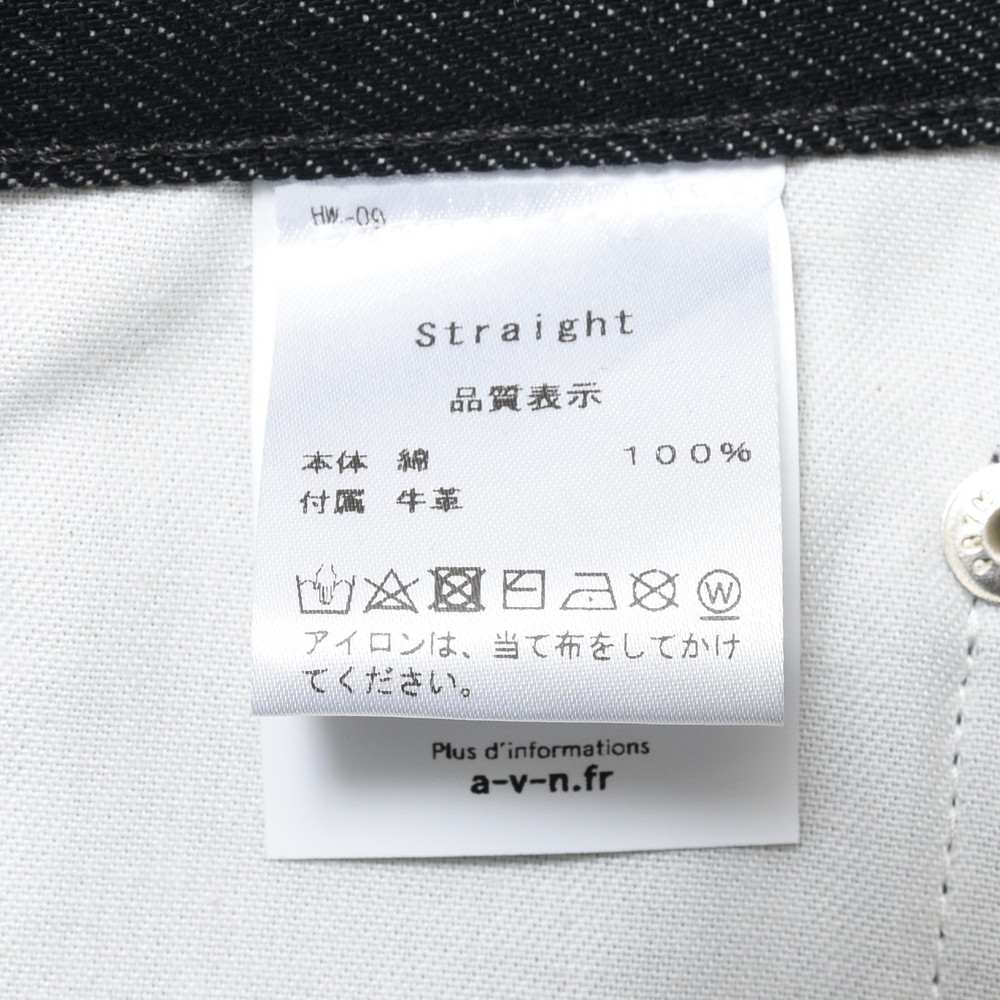 HW-09
Straight
品質表示
本体 綿 100%
付属 牛革
W
アイロンは、当て布をしてかけ
てください。
Plus d'informations
a-v-n.fr